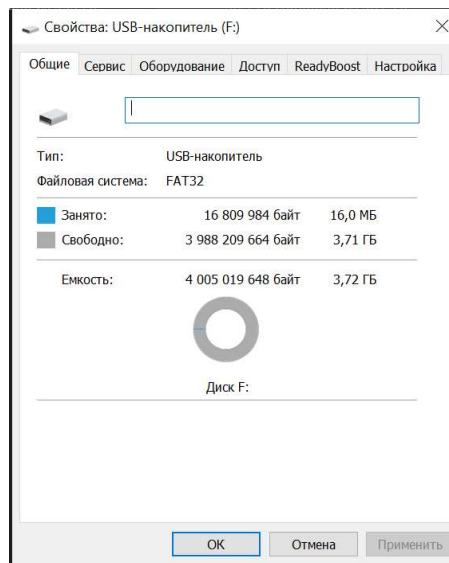 Свойства: USB-накопитель (F:)
Общие Сервис Оборудование Доступ ReadyBoost Настройка
Тип: USB-накопитель
Файловая система: FAT32
Занято: 16 809 984 байт 16,0 МБ
Свободно: 3 988 209 664 байт 3,71 ГБ
Емкость: 4 005 019 648 байт 3,72 ГБ
Диск F:
ОК Отмена Применить